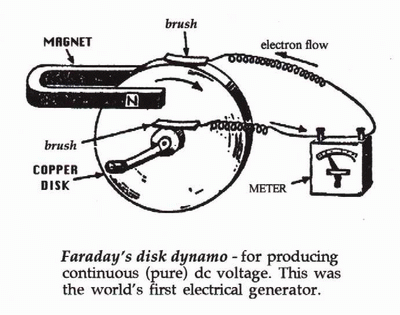 brush
MAGNET
electron flow
N
brush
COPPER
DISK
METER
Faraday's disk dynamo - for producing
continuous (pure) dc voltage. This was
the world's first electrical generator.